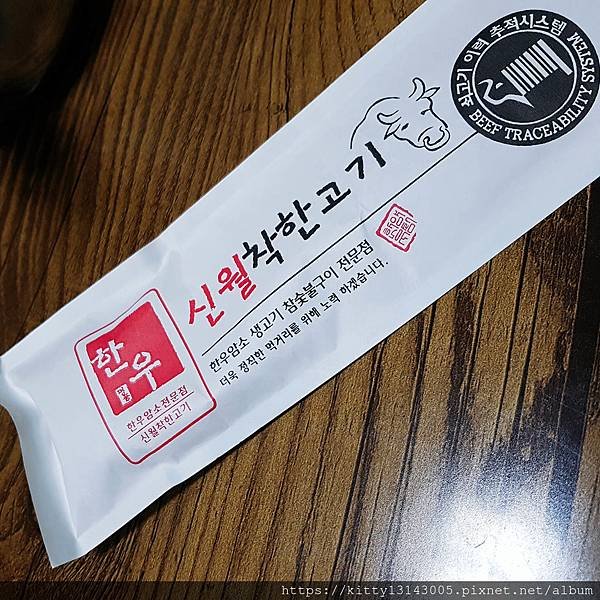 쇠고기 이력 추적시스템
BEEF TRACEABILITY SYSTEM
신월착한고기
한우암소 생고기 참숯불구이 전문점
더욱 정직한 먹거리를 위해 노력 하겠습니다.
한우
한우암소전문점
신월착한고기
https://kitty13143005.pixnet.net/album